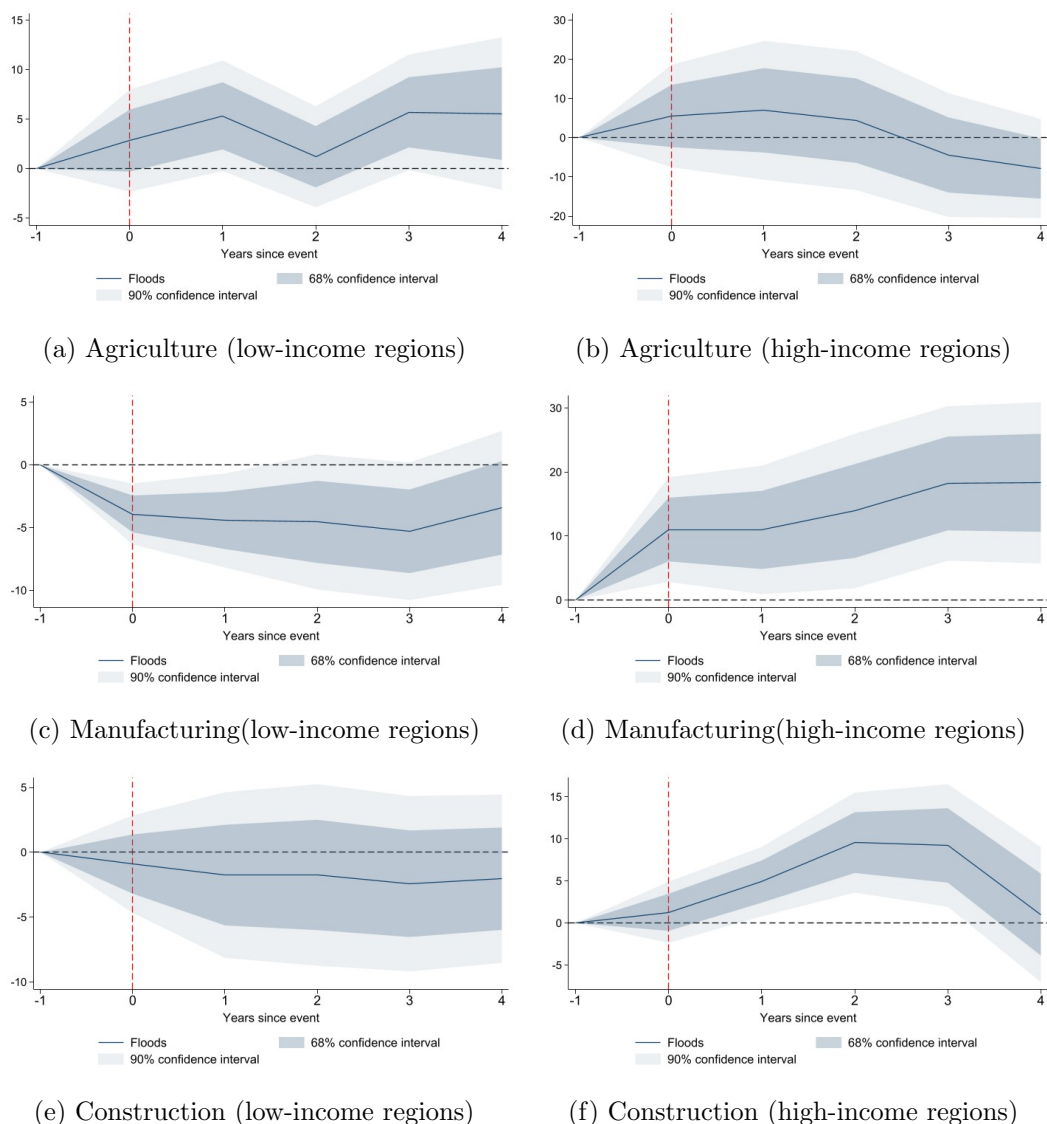 15
10
5
0
-5
-1 0 1 2 3 4
Years since event
Floods 68% confidence interval
90% confidence interval
(a) Agriculture (low-income regions)
30
20
10
0
-10
-20
-1 0 1 2 3 4
Years since event
Floods 68% confidence interval
90% confidence interval
(b) Agriculture (high-income regions)
5
0
-5
-10
-1 0 1 2 3 4
Years since event
Floods 68% confidence interval
90% confidence interval
(c) Manufacturing(low-income regions)
30
20
10
0
-1 0 1 2 3 4
Years since event
Floods 68% confidence interval
90% confidence interval
(d) Manufacturing(high-income regions)
5
0
-5
-10
-1 0 1 2 3 4
Years since event
Floods 68% confidence interval
90% confidence interval
(e) Construction (low-income regions)
15
10
5
0
-5
-1 0 1 2 3 4
Years since event
Floods 68% confidence interval
90% confidence interval
(f) Construction (high-income regions)